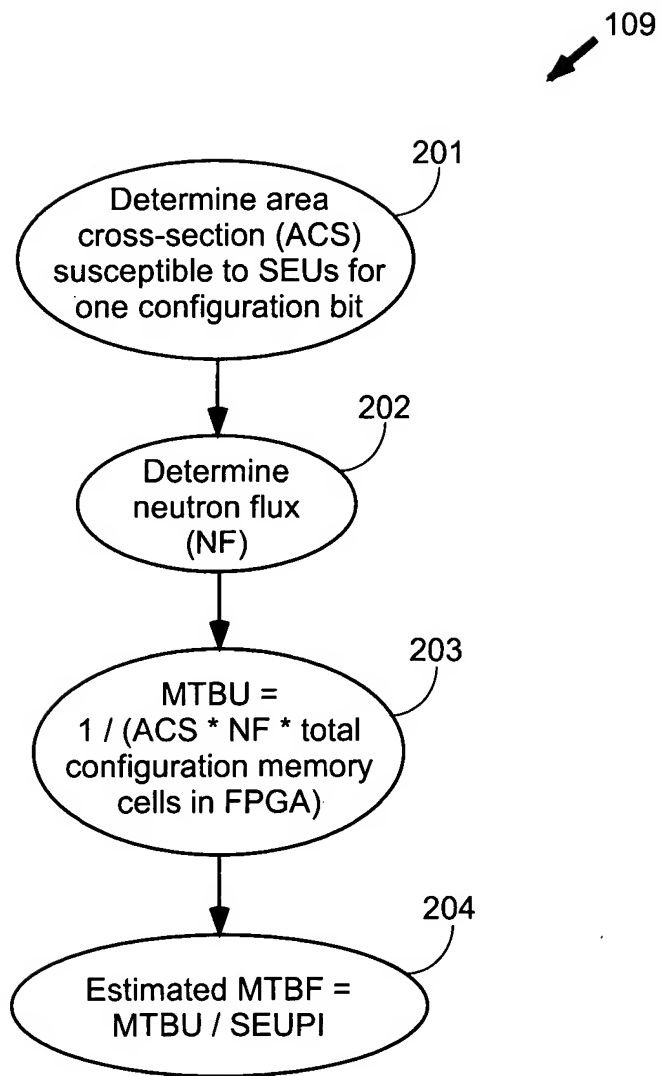 109
201
Determine area
cross-section (ACS)
susceptible to SEUs for
one configuration bit
202
Determine
neutron flux
(NF)
203
MTBU =
1 / (ACS * NF * total
configuration memory
cells in FPGA)
204
Estimated MTBF =
MTBU / SEUPI